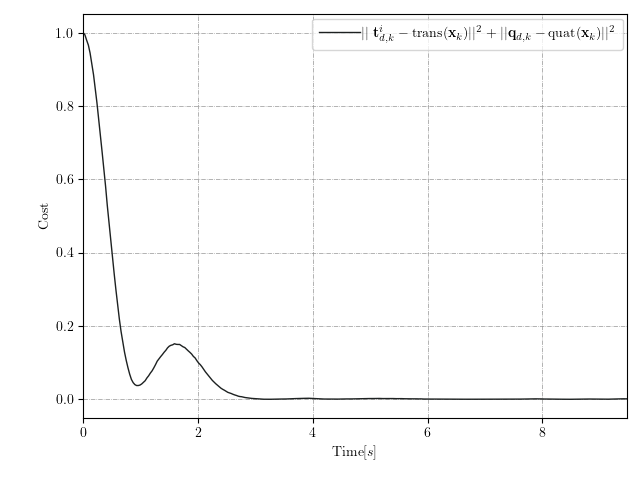 || t^i_{d,k} − trans(x_k)||^2 + ||q_{d,k} − quat(x_k)||^2
1.0
0.8
0.6
Cost
0.4
0.2
0.0
0 2 4 6 8
Time[s]